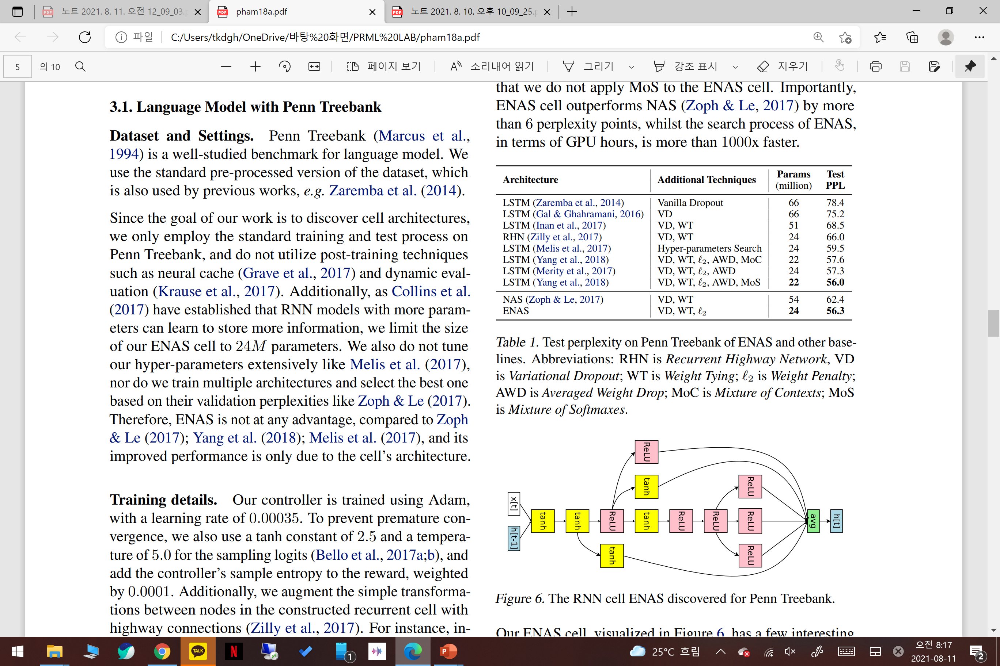 노트 2021. 8. 11. 오전 12_09_03.p
pham18a.pdf
노트 2021. 8. 10. 오후 10_09_25.p
파일
C:/Users/tkdgh/OneDrive/바탕%20화면/PRML%20LAB/pham18a.pdf
5 의 10
페이지 보기
소리내어 읽기
그리기
강조 표시
지우기
3.1. Language Model with Penn Treebank
Dataset and Settings. Penn Treebank (Marcus et al.,
1994) is a well-studied benchmark for language model. We
use the standard pre-processed version of the dataset, which
is also used by previous works, e.g. Zaremba et al. (2014).
Since the goal of our work is to discover cell architectures,
we only employ the standard training and test process on
Penn Treebank, and do not utilize post-training techniques
such as neural cache (Grave et al., 2017) and dynamic eval-
uation (Krause et al., 2017). Additionally, as Collins et al.
(2017) have established that RNN models with more param-
eters can learn to store more information, we limit the size
of our ENAS cell to 24M parameters. We also do not tune
our hyper-parameters extensively like Melis et al. (2017),
nor do we train multiple architectures and select the best one
based on their validation perplexities like Zoph & Le (2017).
Therefore, ENAS is not at any advantage, compared to Zoph
& Le (2017); Yang et al. (2018); Melis et al. (2017), and its
improved performance is only due to the cell's architecture.
Training details. Our controller is trained using Adam,
with a learning rate of 0.00035. To prevent premature con-
vergence, we also use a tanh constant of 2.5 and a tempera-
ture of 5.0 for the sampling logits (Bello et al., 2017a;b), and
add the controller's sample entropy to the reward, weighted
by 0.0001. Additionally, we augment the simple transforma-
tions between nodes in the constructed recurrent cell with
highway connections (Zilly et al., 2017). For instance, in-
that we do not apply MoS to the ENAS cell. Importantly,
ENAS cell outperforms NAS (Zoph & Le, 2017) by more
than 6 perplexity points, whilst the search process of ENAS,
in terms of GPU hours, is more than 1000x faster.
Architecture Additional Techniques Params (million) Test PPL
LSTM (Zaremba et al., 2014) Vanilla Dropout 66 78.4
LSTM (Gal & Ghahramani, 2016) VD 66 75.2
LSTM (Inan et al., 2017) VD, WT 51 68.5
RHN (Zilly et al., 2017) VD, WT 24 66.0
LSTM (Melis et al., 2017) Hyper-parameters Search 24 59.5
LSTM (Yang et al., 2018) VD, WT, ℓ2, AWD, MoC 22 57.6
LSTM (Merity et al., 2017) VD, WT, ℓ2, AWD 24 57.3
LSTM (Yang et al., 2018) VD, WT, ℓ2, AWD, MoS 22 56.0
NAS (Zoph & Le, 2017) VD, WT 54 62.4
ENAS VD, WT, ℓ2 24 56.3
Table 1. Test perplexity on Penn Treebank of ENAS and other base-
lines. Abbreviations: RHN is Recurrent Highway Network, VD
is Variational Dropout; WT is Weight Tying; ℓ2 is Weight Penalty;
AWD is Averaged Weight Drop; MoC is Mixture of Contexts; MoS
is Mixture of Softmaxes.
ReLU
tanh ReLU
x[t]
tanh tanh ReLU tanh ReLU ReLU ReLU avg h[t]
h[t-1]
tanh ReLU
Figure 6. The RNN cell ENAS discovered for Penn Treebank.
Our ENAS cell, visualized in Figure 6, has a few interesting
TALK
N
1
P
25°C 흐림
오전 8:17
2021-08-11
2